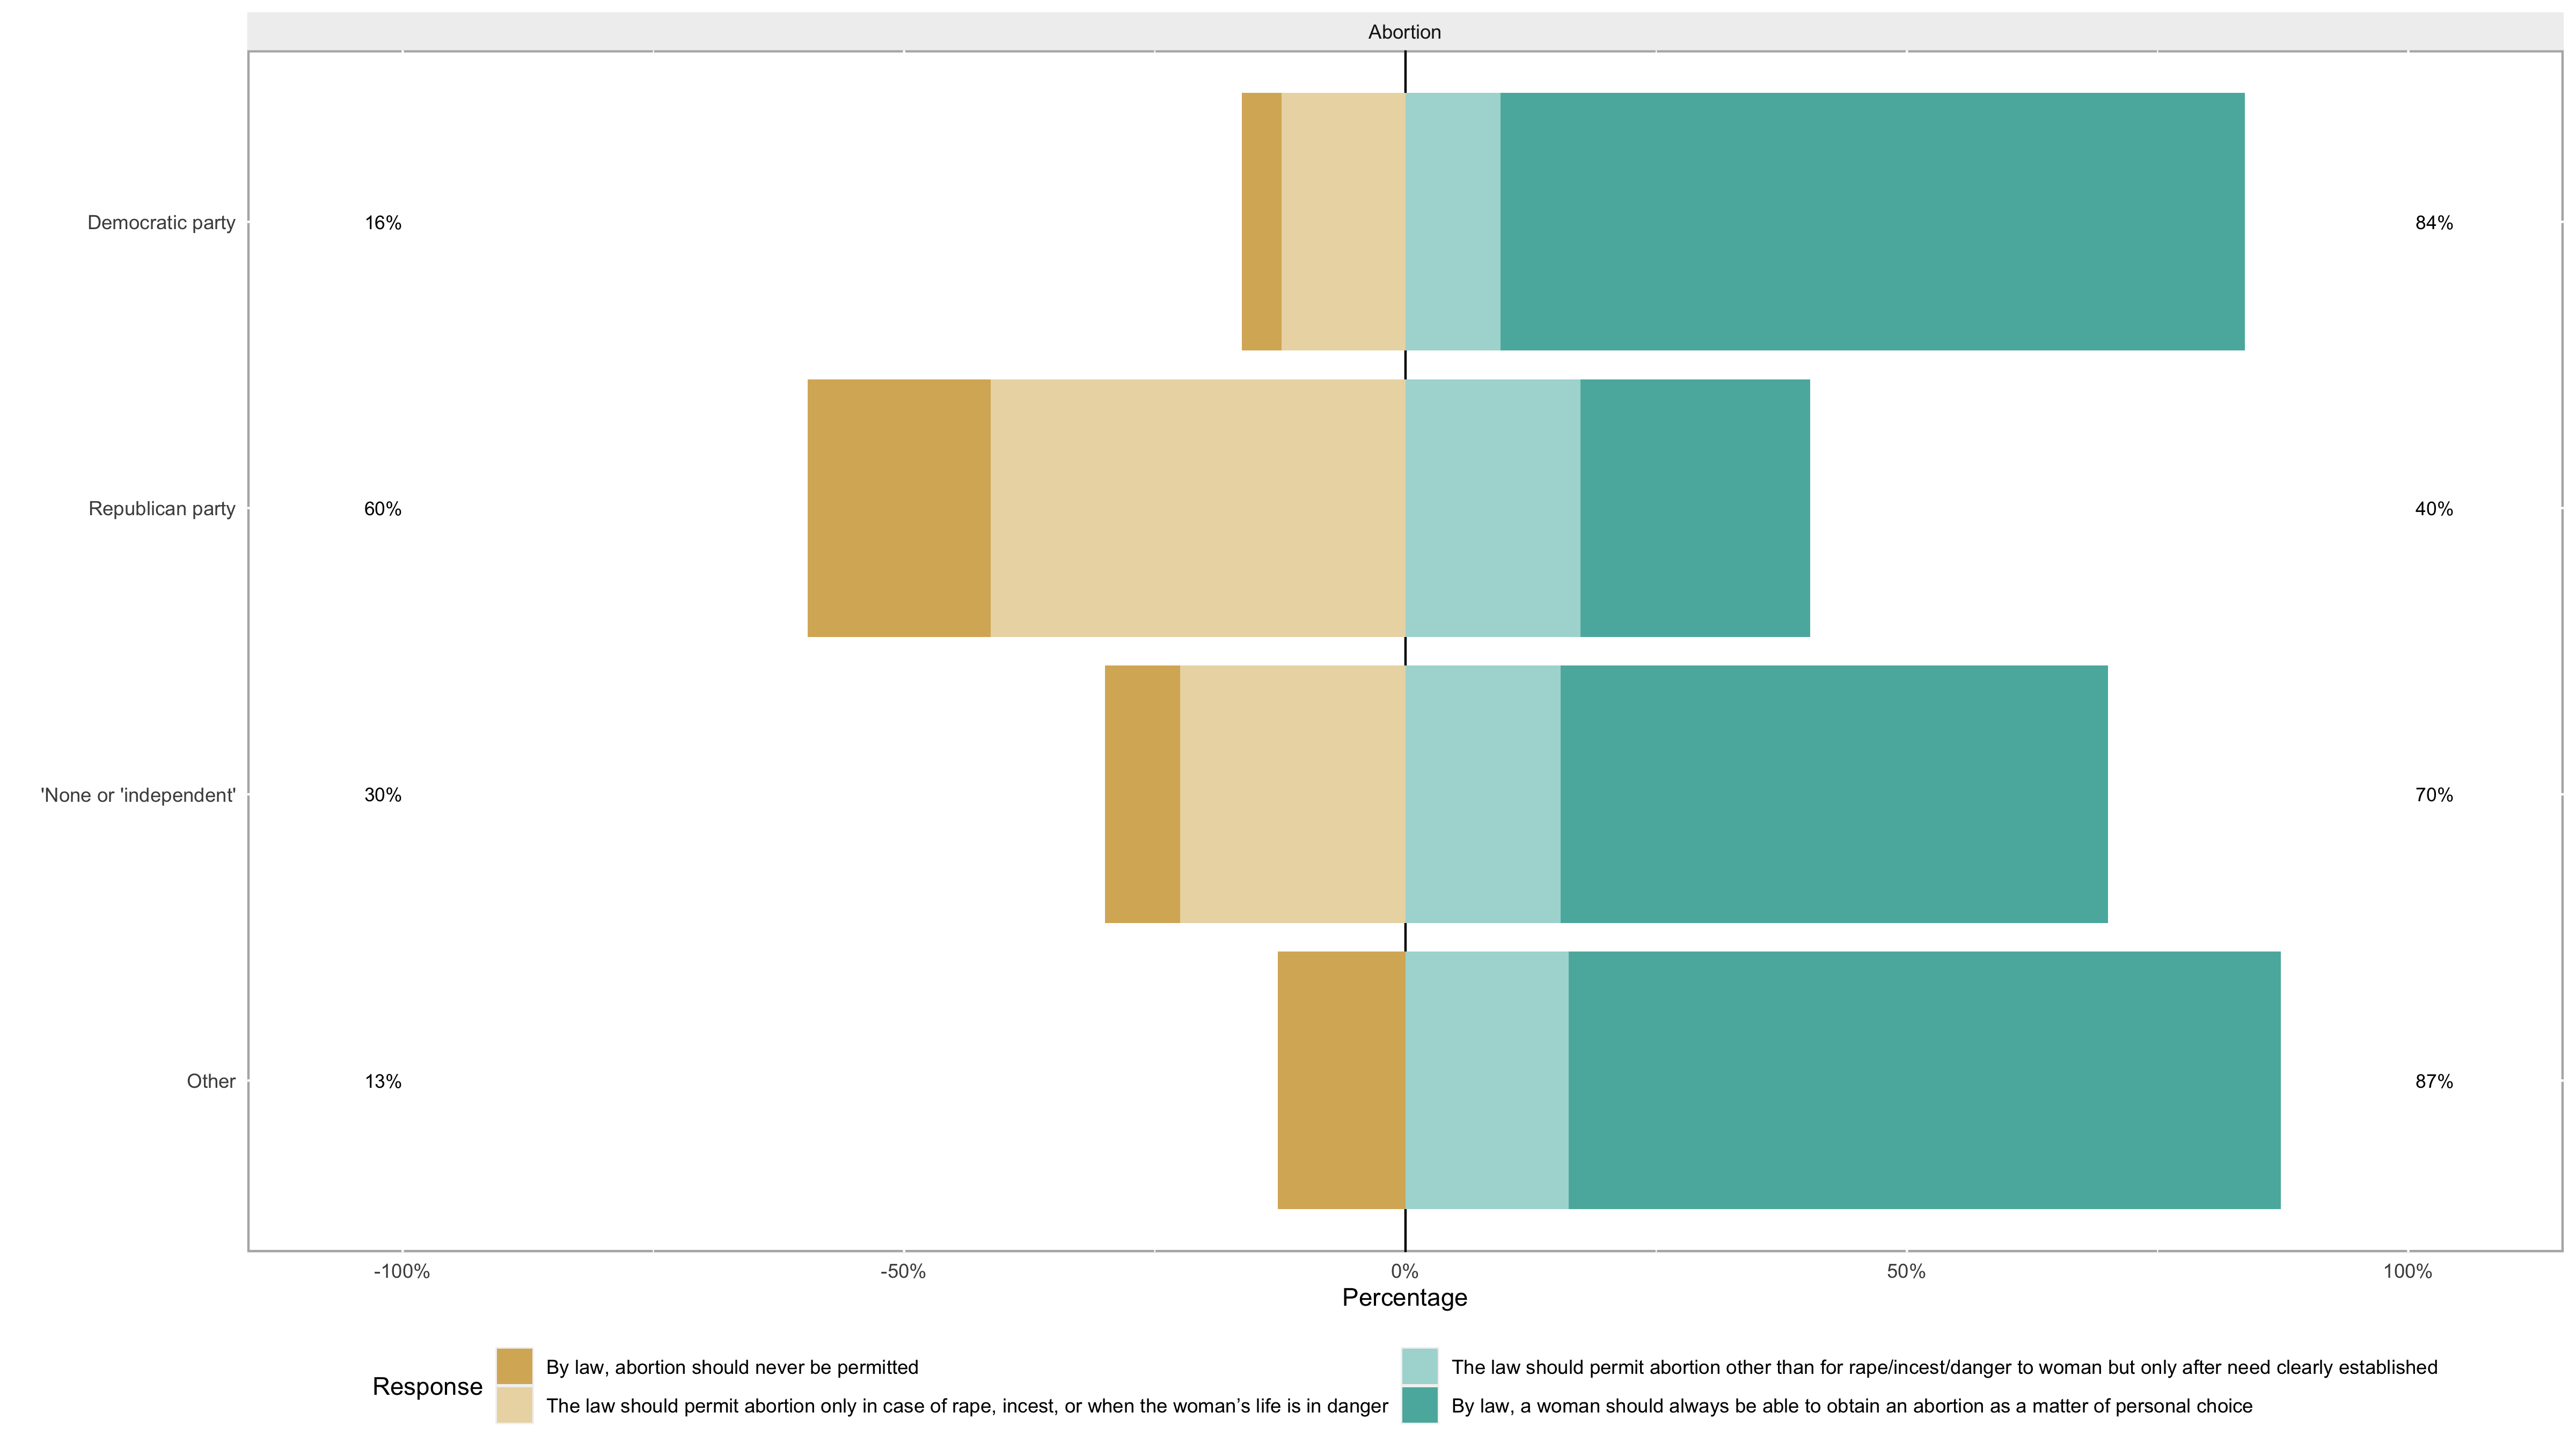 Abortion
Democratic party
16%
84%
Republican party
60%
40%
'None or 'independent'
30%
70%
Other
13%
87%
-100%
-50%
0%
50%
100%
Percentage
Response
By law, abortion should never be permitted
The law should permit abortion only in case of rape, incest, or when the woman’s life is in danger
The law should permit abortion other than for rape/incest/danger to woman but only after need clearly established
By law, a woman should always be able to obtain an abortion as a matter of personal choice